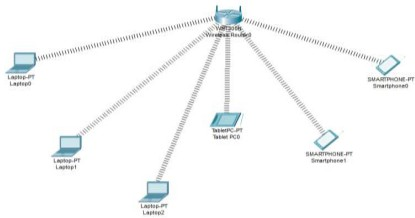 WRT300N
Wireless Router0
Laptop-PT
Laptop0
SMARTPHONE-PT
Smartphone0
TabletPC-PT
Tablet PC0
Laptop-PT
Laptop1
SMARTPHONE-PT
Smartphone1
Laptop-PT
Laptop2